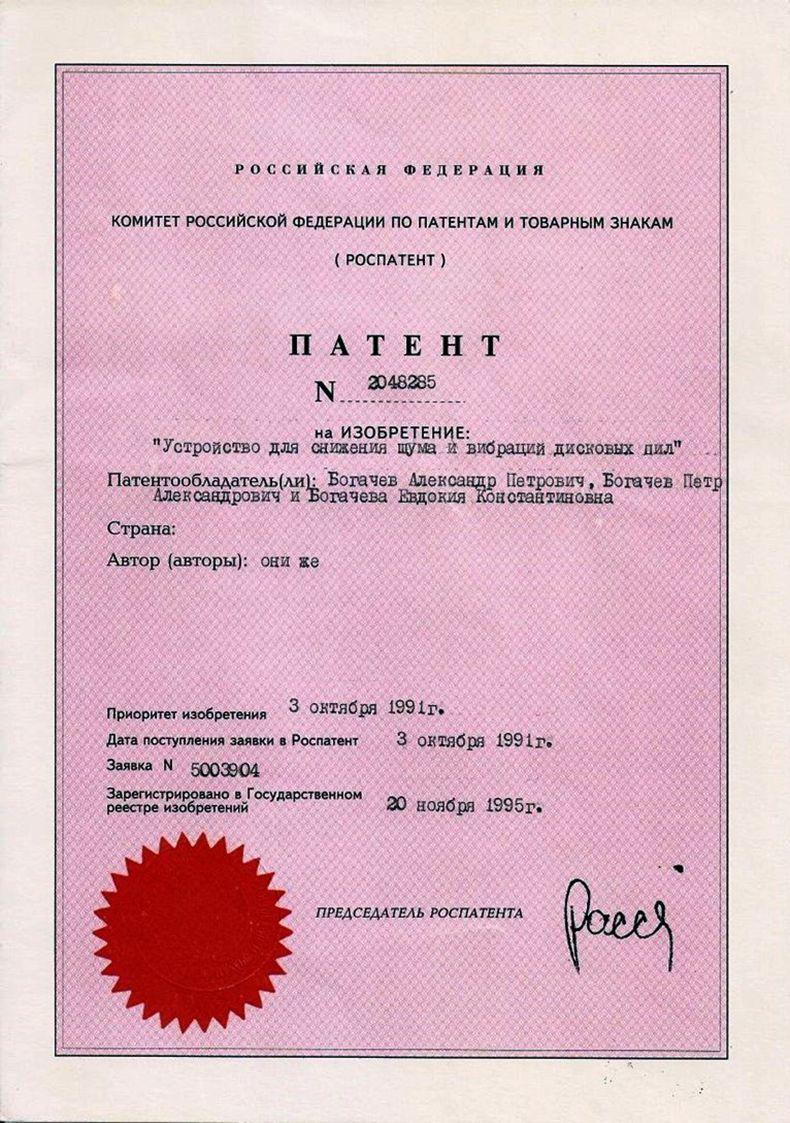 РОССИЙСКАЯ ФЕДЕРАЦИЯ
КОМИТЕТ РОССИЙСКОЙ ФЕДЕРАЦИИ ПО ПАТЕНТАМ И ТОВАРНЫМ ЗНАКАМ
( РОСПАТЕНТ )
ПАТЕНТ
N 2048285
на ИЗОБРЕТЕНИЕ:
"Устройство для снижения шума и вибраций дисковых пил"
Патентообладатель(ли): Богачев Александр Петрович, Богачев Петр
Александрович и Богачева Евдокия Константиновна
Страна:
Автор (авторы): они же
Приоритет изобретения 3 октября 1991г.
Дата поступления заявки в Роспатент 3 октября 1991г.
Заявка N 5003904
Зарегистрировано в Государственном
реестре изобретений 20 ноября 1995г.
ПРЕДСЕДАТЕЛЬ РОСПАТЕНТА